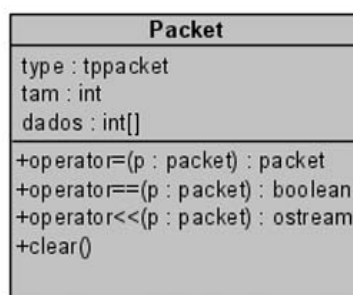 Packet
type : tppacket
tam : int
dados : int[]
+operator=(p : packet) : packet
+operator==(p : packet) : boolean
+operator<<(p : packet) : ostream
+clear()